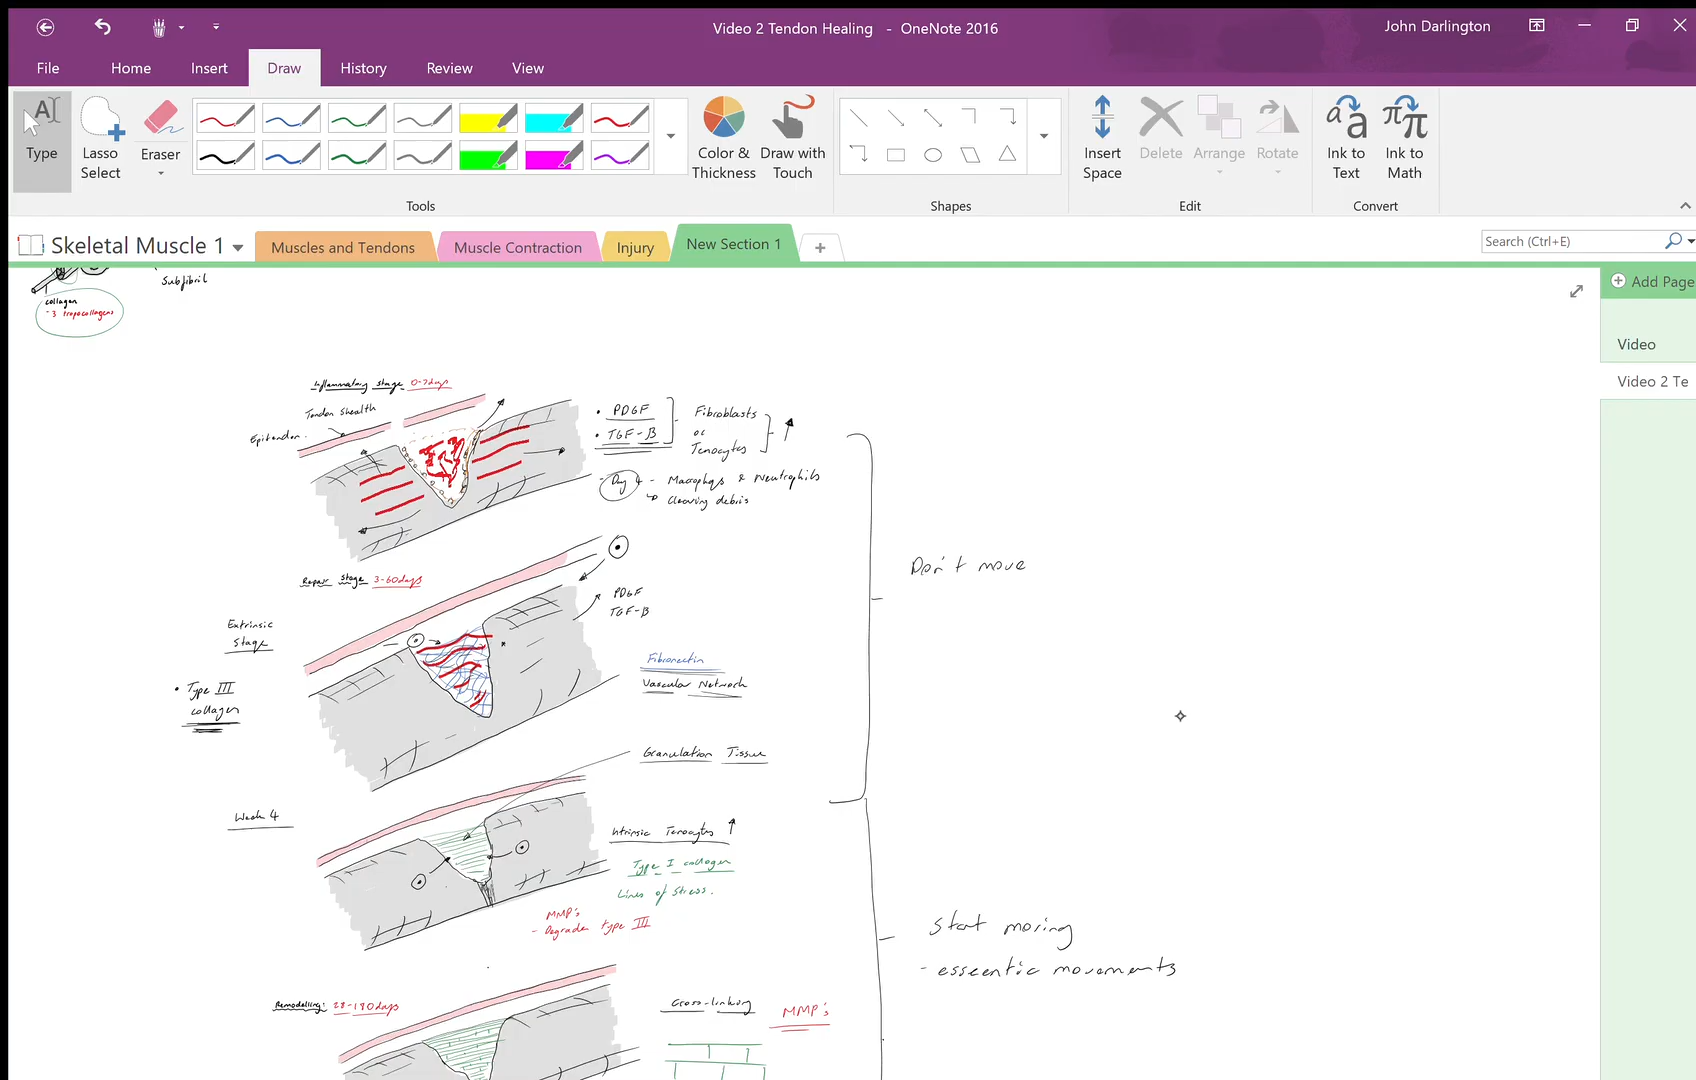 Video 2 Tendon Healing - OneNote 2016
John Darlington
File Home Insert Draw History Review View
Type
Lasso Select
Eraser
Color & Thickness
Draw with Touch
Insert Space
Delete
Arrange
Rotate
Ink to Text
Ink to Math
Tools
Shapes
Edit
Convert
Skeletal Muscle 1
Muscles and Tendons
Muscle Contraction
Injury
New Section 1
Search (Ctrl+E)
Add Page
Video
Video 2 Te
Subfibril
collagen
- 3 tropocollagens
Inflammatory Stage 0-7days
Tendon Sheath
Epitendon
• PDGF
• TGF-β
Fibroblasts
or
Tenocytes
- Day 4 - Macrophages & Neutrophils
↳ Clearing debris
Don't move
Repair Stage 3-60days
PDGF
TGF-β
Extrinsic
Stage
• Type III
collagen
Fibronectin
Vascular Network
Granulation Tissue
Week 4
Intrinsic Tenocytes ↑
Type I collagen
Lines of Stress.
MMP's
- Degrade type III
Start moving
- esscentic movements
Remodelling: 28-180days
Cross-linking
MMP's